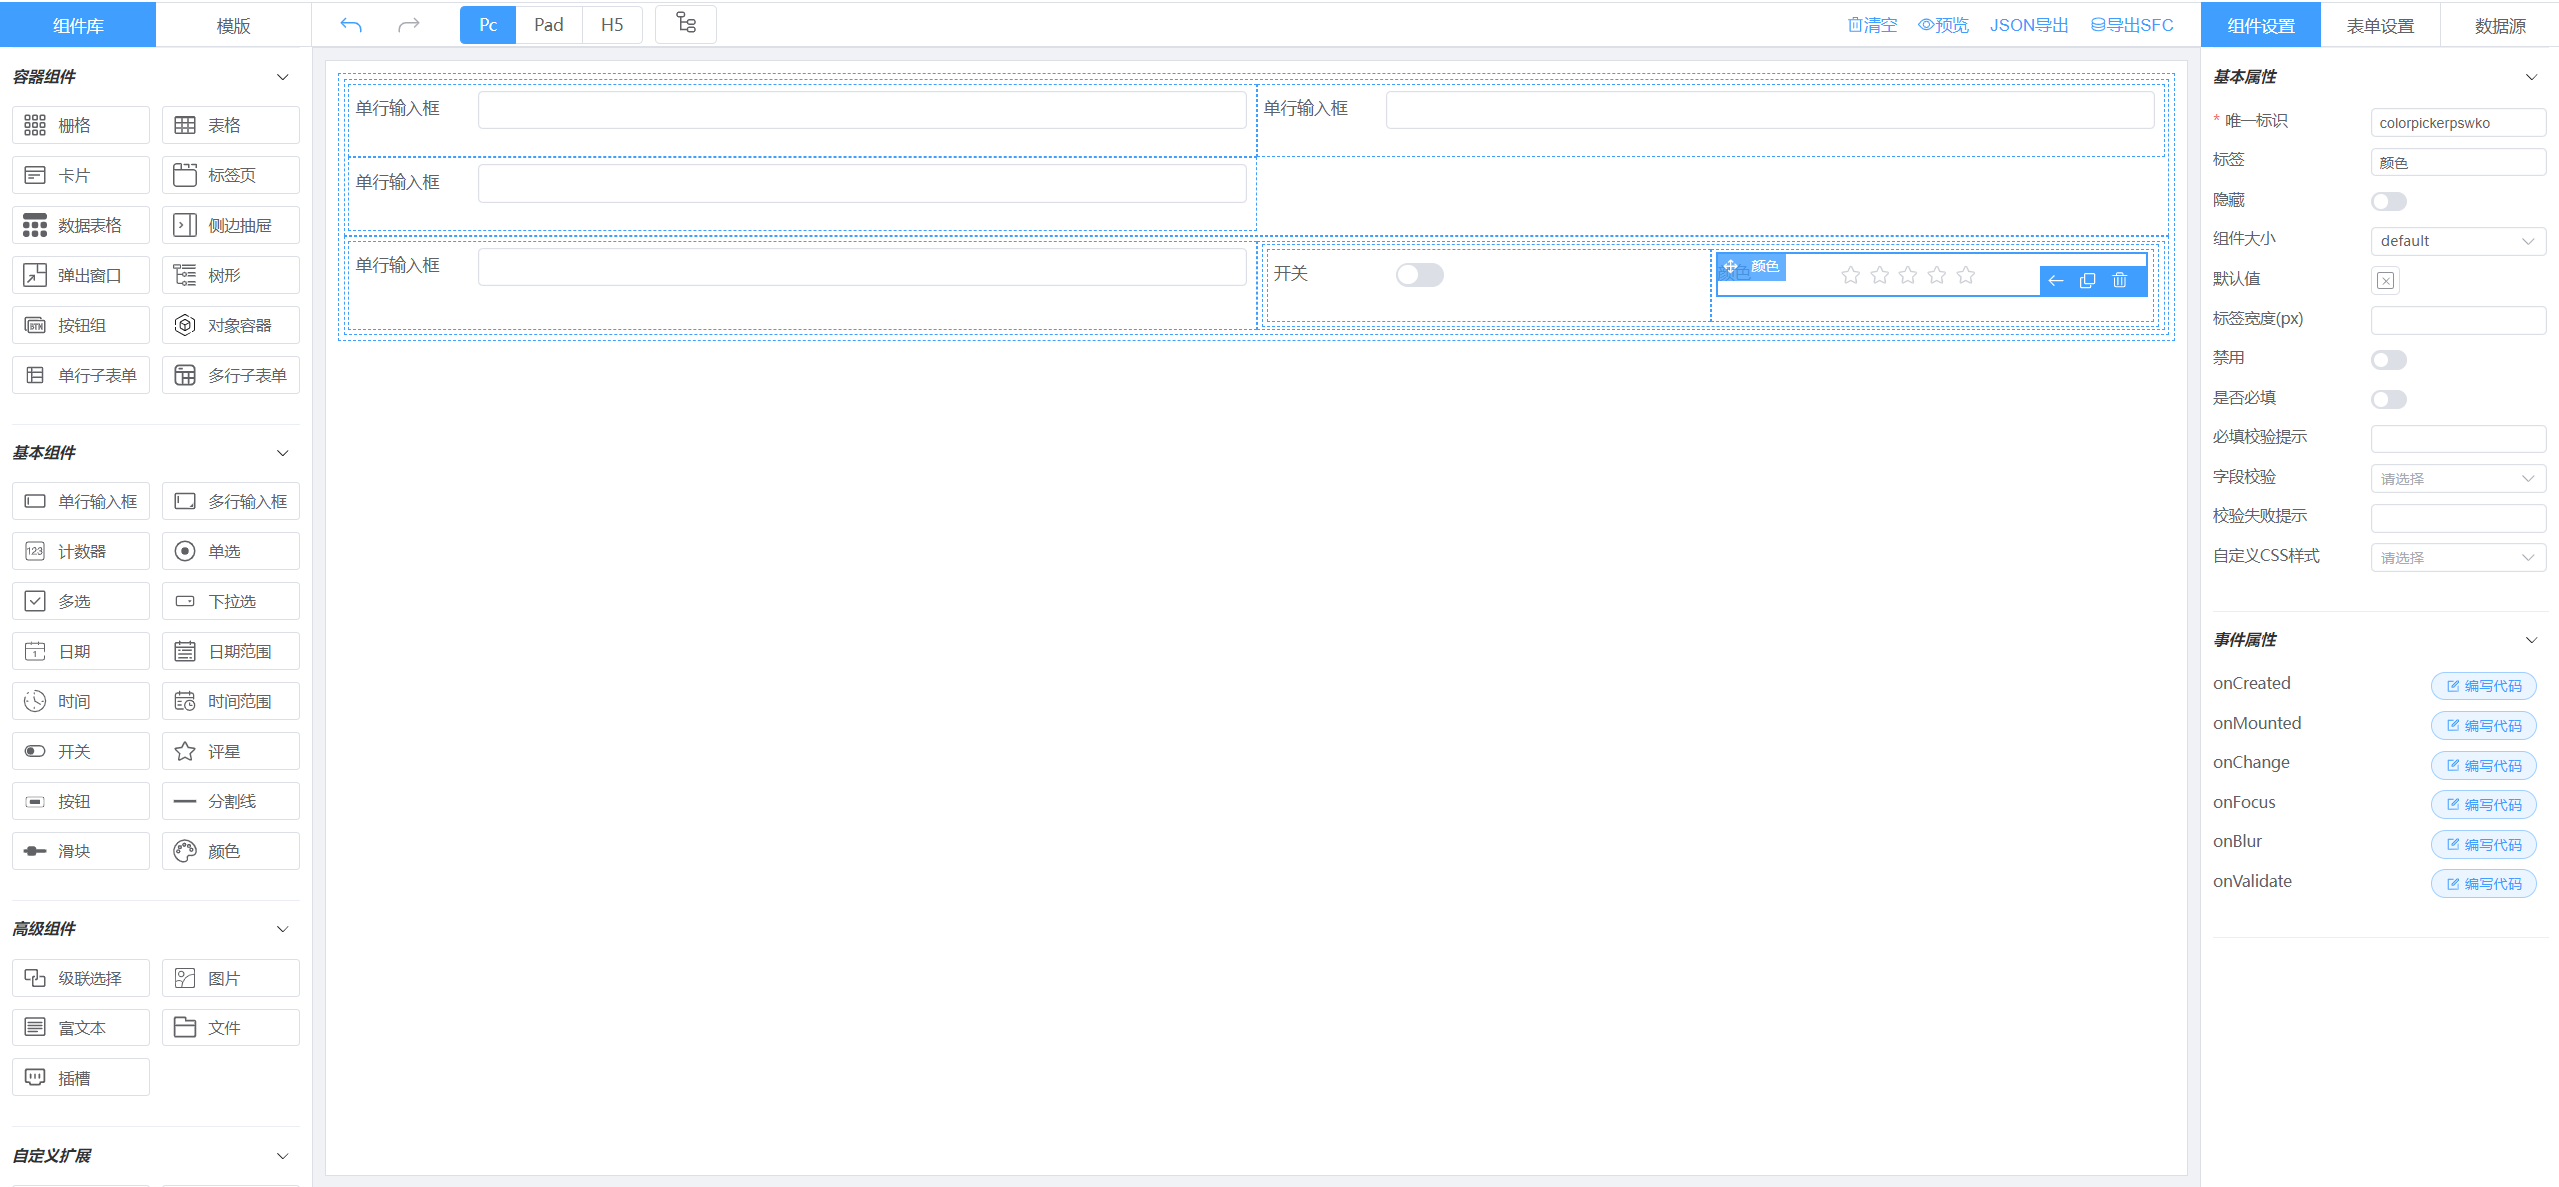 组件库
模版
Pc
Pad
H5
清空
预览
JSON导出
导出SFC
组件设置
表单设置
数据源
容器组件
栅格
表格
卡片
标签页
数据表格
侧边抽屉
弹出窗口
树形
按钮组
对象容器
单行子表单
多行子表单
基本组件
单行输入框
多行输入框
123
计数器
单选
多选
下拉选
1
日期
日期范围
时间
时间范围
开关
评星
按钮
分割线
滑块
颜色
高级组件
级联选择
图片
富文本
文件
插槽
自定义扩展
单行输入框
单行输入框
单行输入框
单行输入框
开关
颜色
颜色
基本属性
* 唯一标识
colorpickerpswko
标签
颜色
隐藏
组件大小
default
默认值
标签宽度(px)
禁用
是否必填
必填校验提示
字段校验
请选择
校验失败提示
自定义CSS样式
请选择
事件属性
onCreated
编写代码
onMounted
编写代码
onChange
编写代码
onFocus
编写代码
onBlur
编写代码
onValidate
编写代码